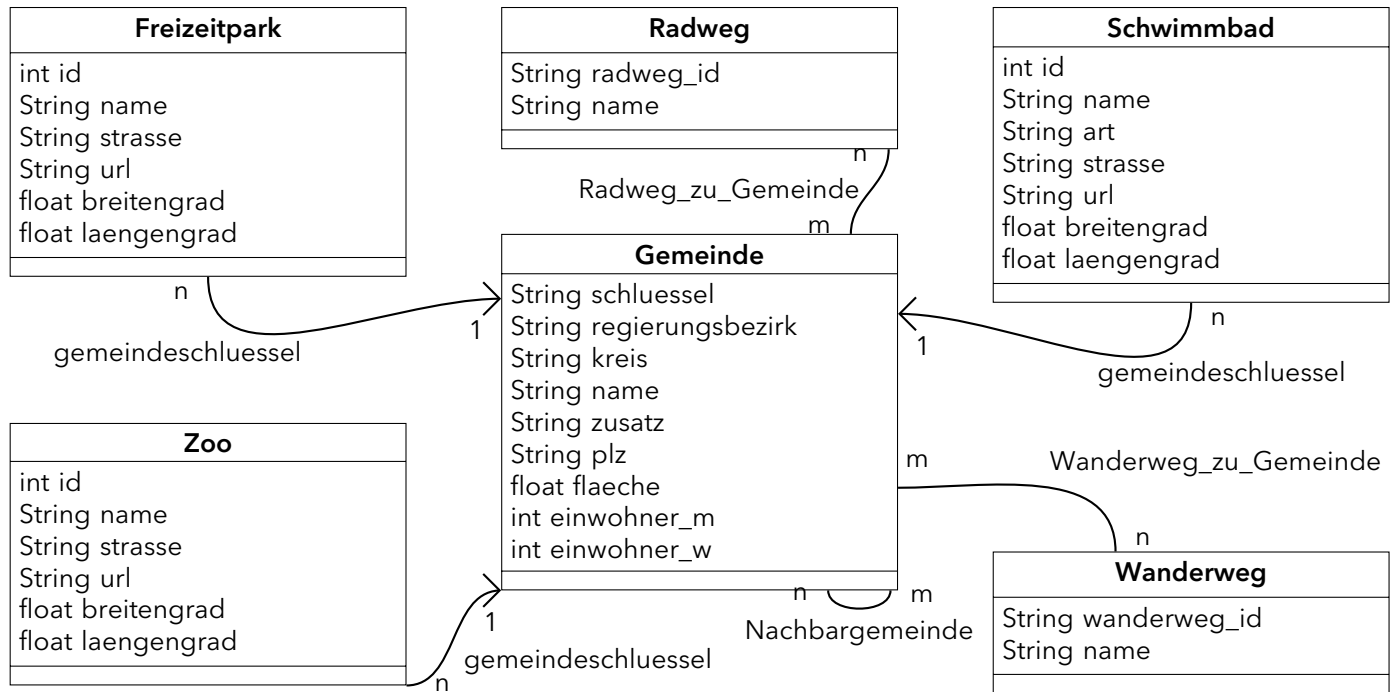 Freizeitpark
int id
String name
String strasse
String url
float breitengrad
float laengengrad
n
1
gemeindeschluessel
Radweg
String radweg_id
String name
n
Radweg_zu_Gemeinde
m
Schwimmbad
int id
String name
String art
String strasse
String url
float breitengrad
float laengengrad
n
1
gemeindeschluessel
Gemeinde
String schluessel
String regierungsbezirk
String kreis
String name
String zusatz
String plz
float flaeche
int einwohner_m
int einwohner_w
n
m
Nachbargemeinde
Zoo
int id
String name
String strasse
String url
float breitengrad
float laengengrad
n
1
gemeindeschluessel
m
Wanderweg_zu_Gemeinde
n
Wanderweg
String wanderweg_id
String name